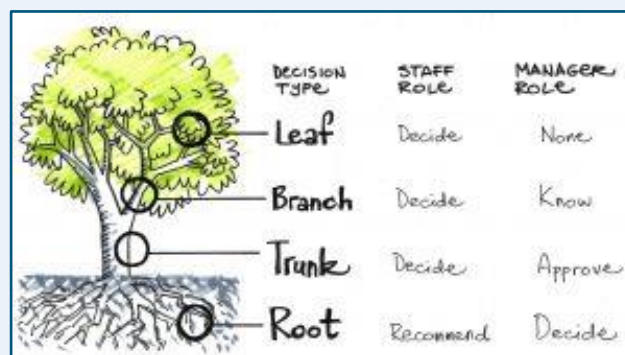 DECISION TYPE STAFF ROLE MANAGER ROLE
Leaf Decide None
Branch Decide Know
Trunk Decide Approve
Root Recommend Decide